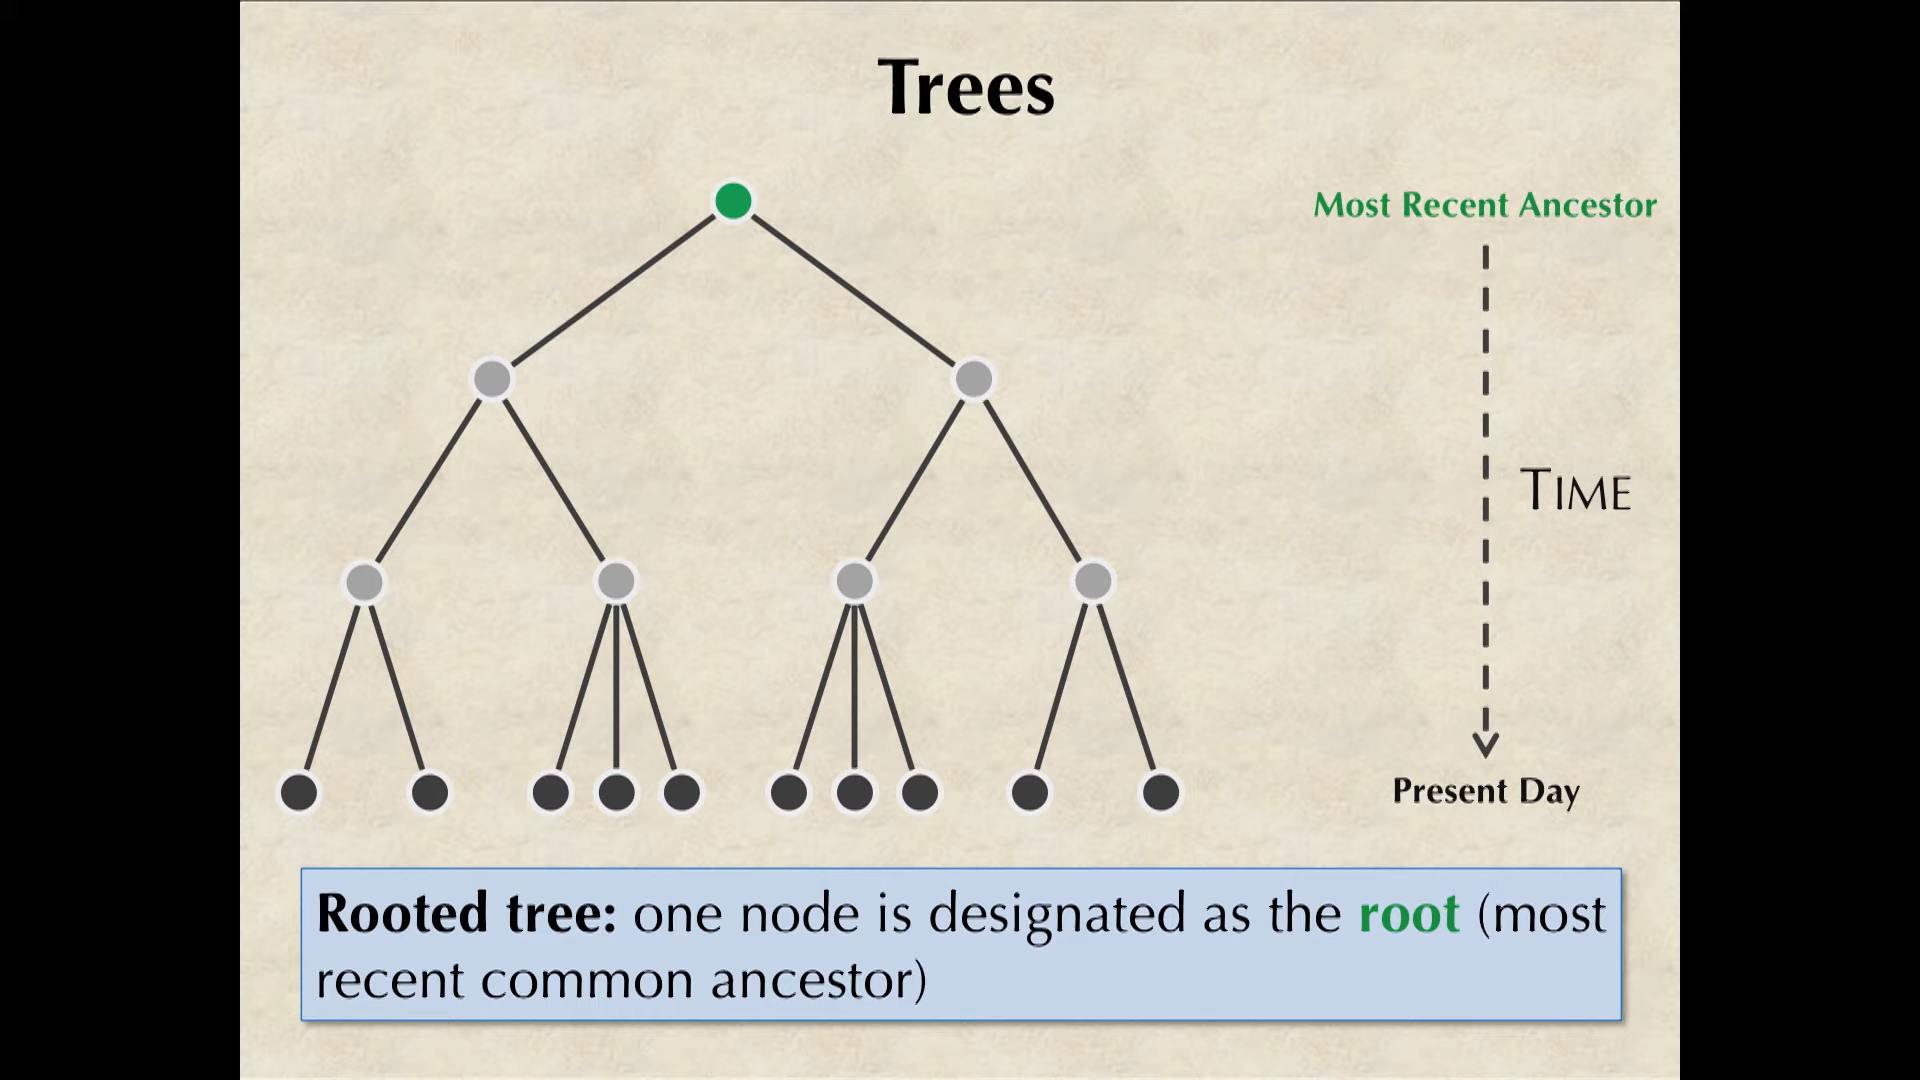 Trees
Most Recent Ancestor
TIME
Present Day
Rooted tree: one node is designated as the root (most
recent common ancestor)